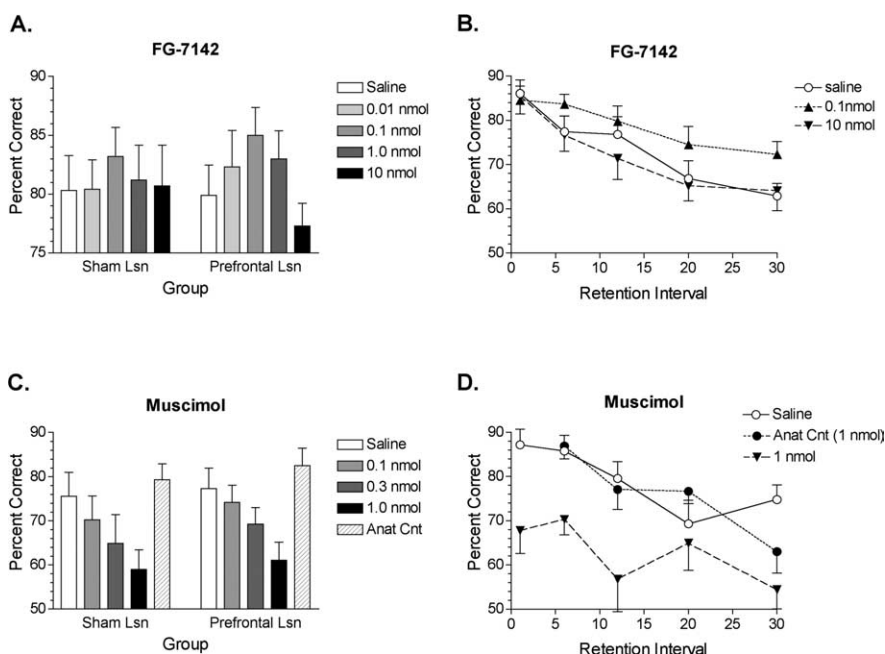 A.
FG-7142
Percent Correct
90
85
80
75
Sham Lsn
Prefrontal Lsn
Group
Saline
0.01 nmol
0.1 nmol
1.0 nmol
10 nmol
B.
FG-7142
Percent Correct
100
90
80
70
60
50
0
5
10
15
20
25
30
Retention Interval
saline
0.1nmol
10 nmol
C.
Muscimol
Percent Correct
90
80
70
60
50
Sham Lsn
Prefrontal Lsn
Group
Saline
0.1 nmol
0.3 nmol
1.0 nmol
Anat Cnt
D.
Muscimol
Percent Correct
90
80
70
60
50
0
5
10
15
20
25
30
Retention Interval
Saline
Anat Cnt (1 nmol)
1 nmol